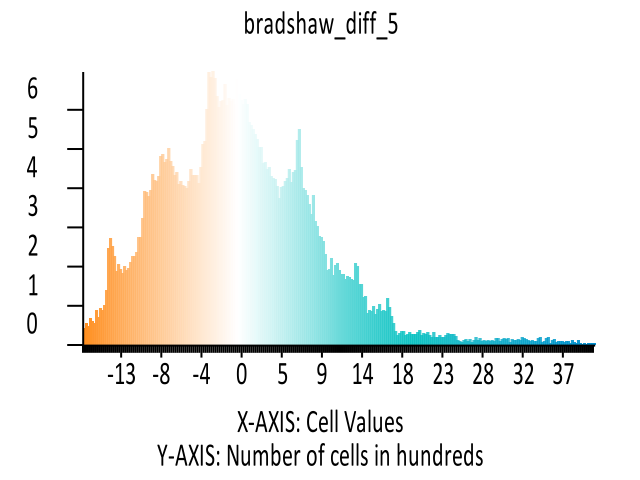 bradshaw_diff_5
6
5
4
3
2
1
0
-13 -8 -4 0 5 9 14 18 23 28 32 37
X-AXIS: Cell Values
Y-AXIS: Number of cells in hundreds